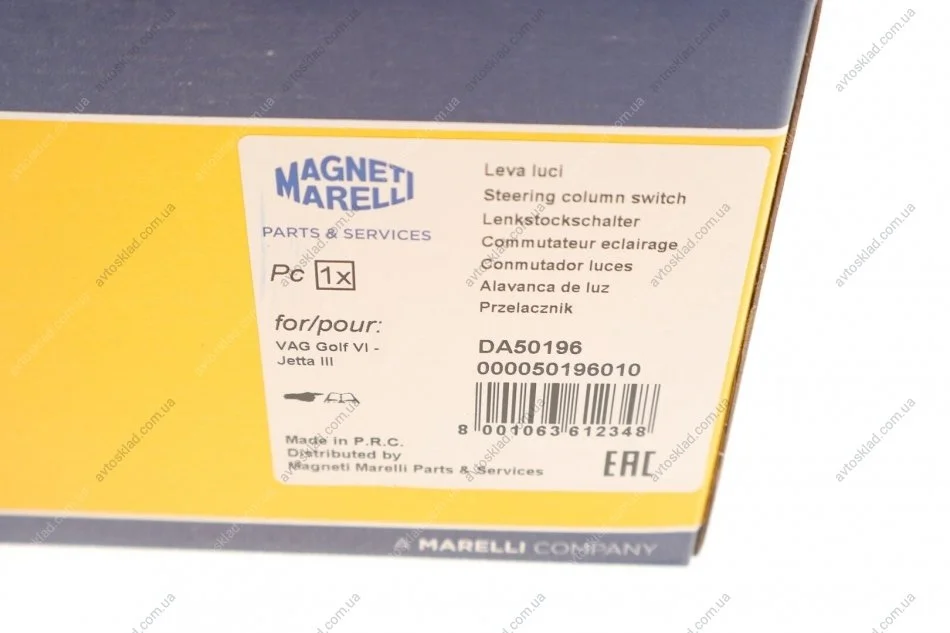 MAGNETI
MARELLI
PARTS & SERVICES
Pc 1x
for/pour:
VAG Golf VI -
Jetta III
Made in P.R.C.
Distributed by
Magneti Marelli Parts & Services
Leva luci
Steering column switch
Lenkstockschalter
Commutateur eclairage
Conmutador luces
Alavanca de luz
Przelacznik
DA50196
000050196010
8 001063 612348
EAC
A MARELLI COMPANY
avtosklad.com.ua